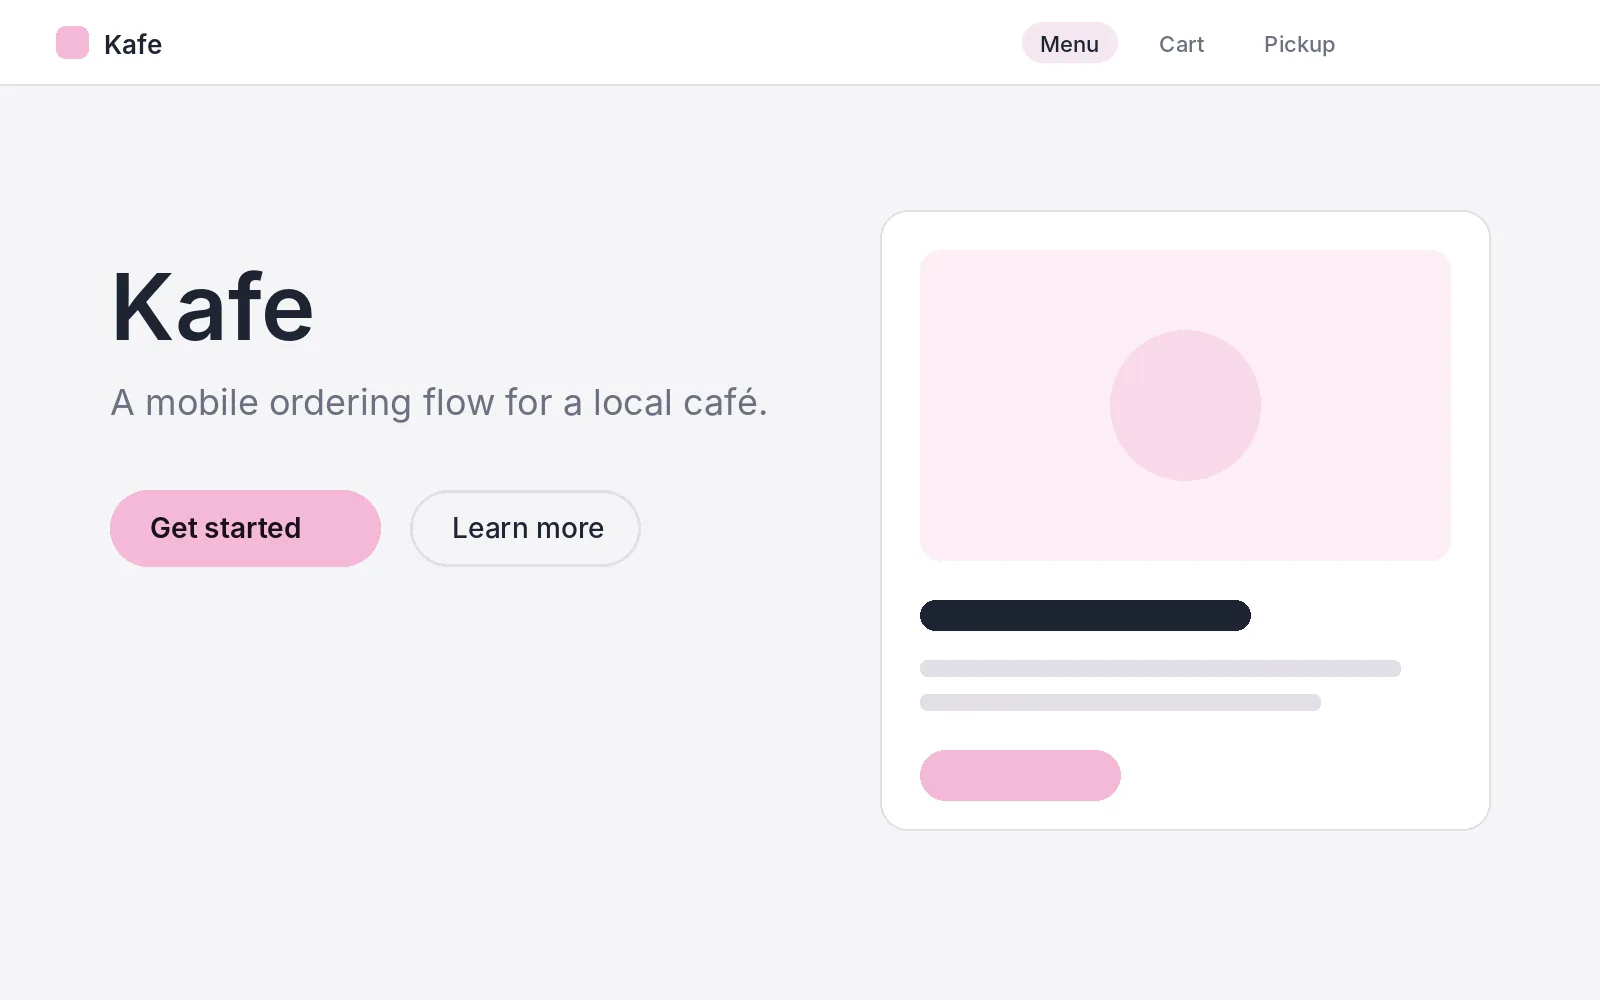 Kafe
Menu
Cart
Pickup
Kafe
A mobile ordering flow for a local café.
Get started
Learn more